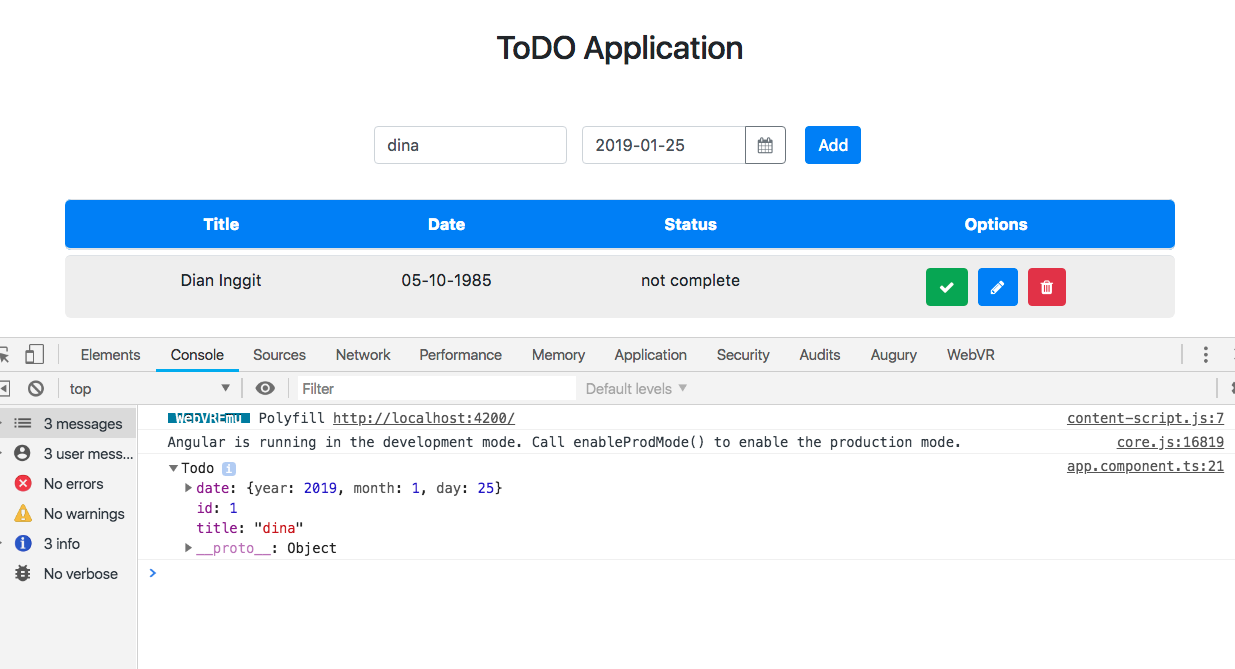 ToDO Application
dina 2019-01-25 Add
Title Date Status Options
Dian Inggit 05-10-1985 not complete
Elements Console Sources Network Performance Memory Application Security Audits Augury WebVR
top Filter Default levels
3 messages
3 user mess...
No errors
No warnings
3 info
No verbose
WebVREmu Polyfill http://localhost:4200/ content-script.js:7
Angular is running in the development mode. Call enableProdMode() to enable the production mode. core.js:16819
Todo i app.component.ts:21
date: {year: 2019, month: 1, day: 25}
id: 1
title: "dina"
__proto__: Object